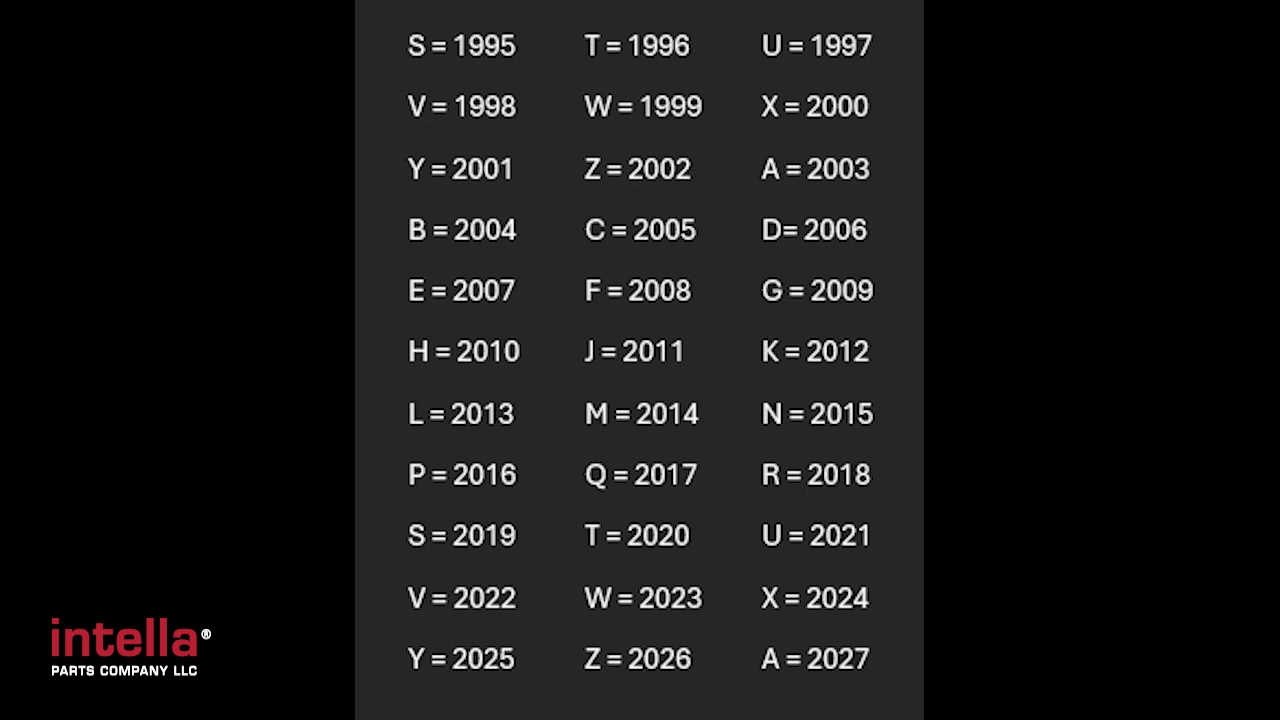 S = 1995 T = 1996 U = 1997
V = 1998 W = 1999 X = 2000
Y = 2001 Z = 2002 A = 2003
B = 2004 C = 2005 D= 2006
E = 2007 F = 2008 G = 2009
H = 2010 J = 2011 K = 2012
L = 2013 M = 2014 N = 2015
P = 2016 Q = 2017 R = 2018
S = 2019 T = 2020 U = 2021
V = 2022 W = 2023 X = 2024
Y = 2025 Z = 2026 A = 2027
intella®
PARTS COMPANY LLC